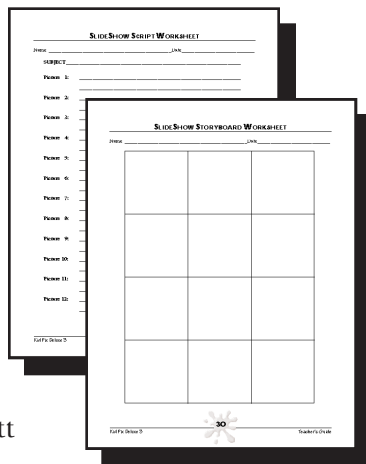 SLIDESHOW SCRIPT WORKSHEET
Name Date
SUBJECT
Picture 1:
Picture 2:
Picture 3:
Picture 4:
Picture 5:
Picture 6:
Picture 7:
Picture 8:
Picture 9:
Picture 10:
Picture 11:
Picture 12:
Kid Pix Deluxe 3
SLIDESHOW STORYBOARD WORKSHEET
Name Date
30
Kid Pix Deluxe 3 Teacher's Guide
tt